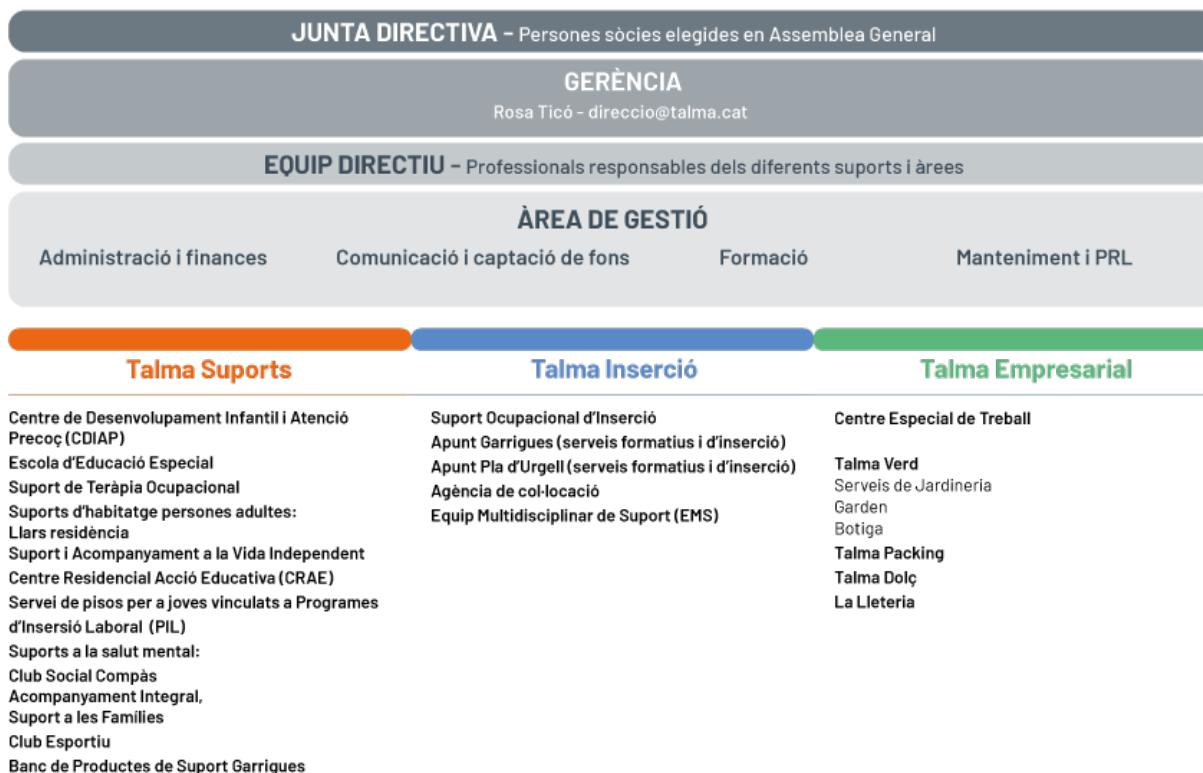 JUNTA DIRECTIVA - Persones sòcies elegides en Assemblea General
GERÈNCIA
Rosa Ticó - direccio@talma.cat
EQUIP DIRECTIU - Professionals responsables dels diferents suports i àrees
ÀREA DE GESTIÓ
Administració i finances
Comunicació i captació de fons
Formació
Manteniment i PRL
Talma Suports
Centre de Desenvolupament Infantil i Atenció
Precoç (CDIAP)
Escola d'Educació Especial
Suport de Teràpia Ocupacional
Suports d'habitatge persones adultes:
Llars residència
Suport i Acompanyament a la Vida Independent
Centre Residencial Acció Educativa (CRAE)
Servei de pisos per a joves vinculats a Programes
d'Insersió Laboral (PIL)
Suports a la salut mental:
Club Social Compàs
Acompanyament Integral,
Suport a les Famílies
Club Esportiu
Banc de Productes de Suport Garrigues
Talma Inserció
Suport Ocupacional d'Inserció
Apunt Garrigues (serveis formatius i d'inserció)
Apunt Pla d'Urgell (serveis formatius i d'inserció)
Agència de col·locació
Equip Multidisciplinar de Suport (EMS)
Talma Empresarial
Centre Especial de Treball
Talma Verd
Serveis de Jardineria
Garden
Botiga
Talma Packing
Talma Dolç
La Lleteria